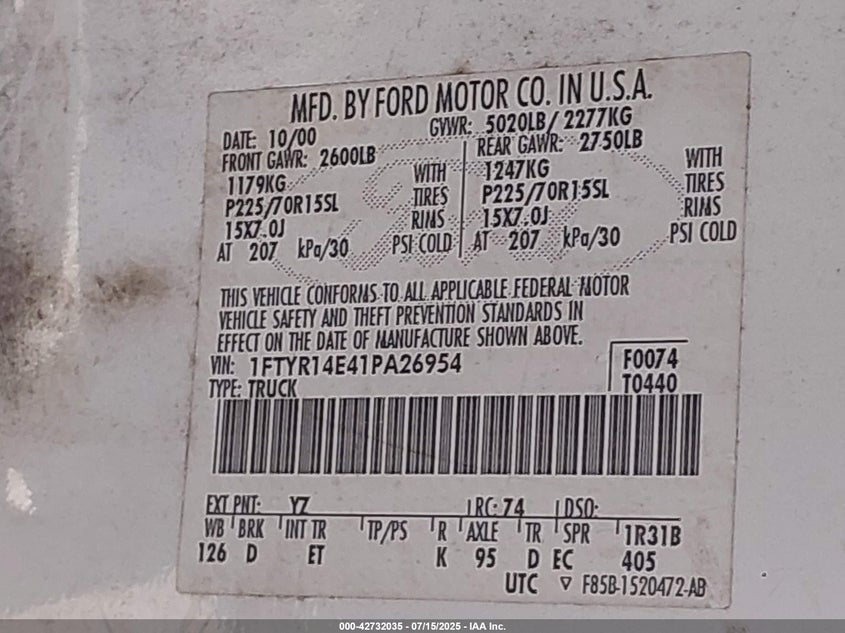 MFD. BY FORD MOTOR CO. IN U.S.A.
DATE: 10/00 GVWR: 5020LB/ 2277KG
FRONT GAWR: 2600LB REAR GAWR: 2750LB
1179KG WITH 1247KG WITH
P225/70R15SL TIRES P225/70R15SL TIRES
15X7.0J RIMS 15X7.0J RIMS
AT 207 kPa/30 PSI COLD AT 207 kPa/30 PSI COLD
THIS VEHICLE CONFORMS TO ALL APPLICABLE FEDERAL MOTOR
VEHICLE SAFETY AND THEFT PREVENTION STANDARDS IN
EFFECT ON THE DATE OF MANUFACTURE SHOWN ABOVE.
VIN: 1FTYR14E41PA26954 F0074
TYPE: TRUCK T0440
EXT PNT: YZ RC: 74 DSO:
WB BRK INT TR TP/PS R AXLE TR SPR 1R31B
126 D ET K 95 D EC 405
UTC ▽ F85B-1520472-AB
000-42732035 - 07/15/2025 - IAA Inc.